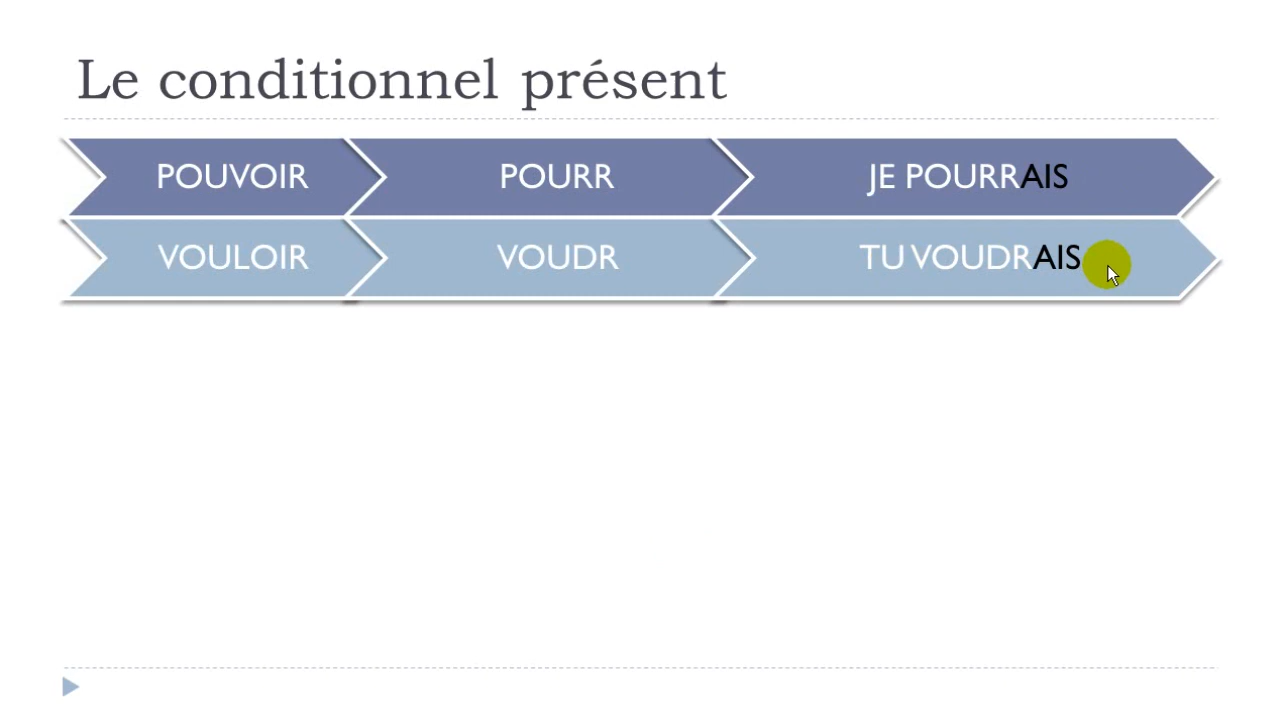 Le conditionnel présent
POUVOIR POURR JE POURRAIS
VOULOIR VOUDR TU VOUDRAIS